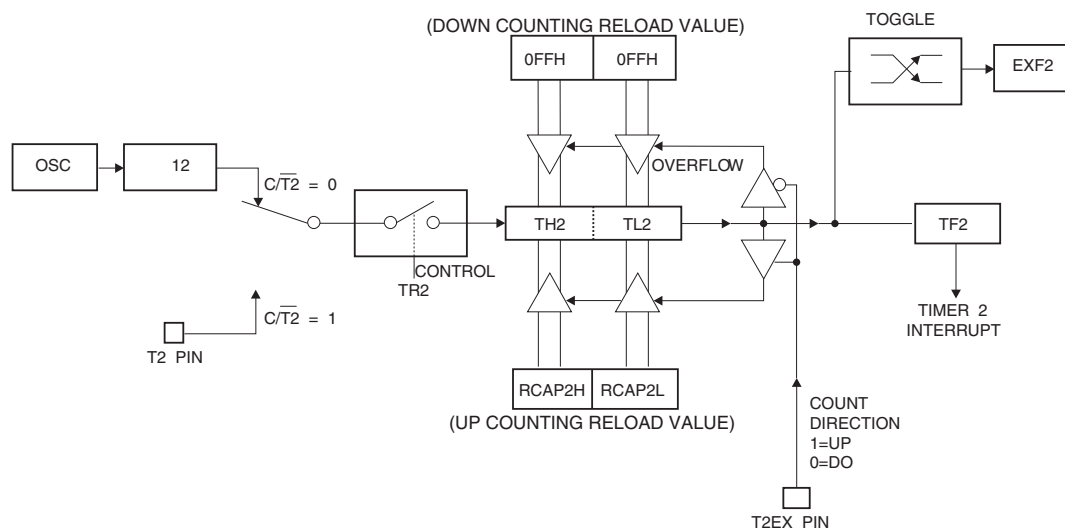 (DOWN COUNTING RELOAD VALUE)
TOGGLE
0FFH 0FFH
EXF2
OSC
12
OVERFLOW
C/T2̅ = 0
TH2 TL2
TF2
CONTROL
TR2
C/T2̅ = 1
T2 PIN
TIMER 2
INTERRUPT
RCAP2H RCAP2L
(UP COUNTING RELOAD VALUE)
COUNT
DIRECTION
1=UP
0=DO
T2EX PIN